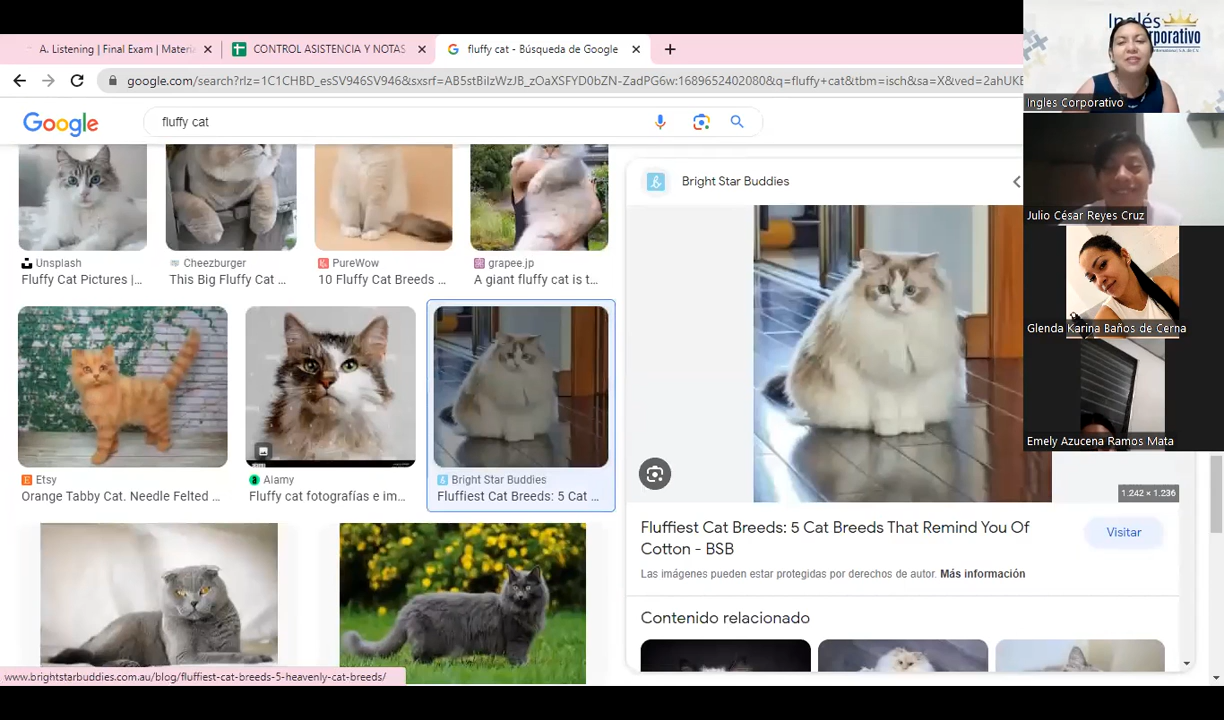 Inglés
Corporativo
A. Listening | Final Exam | Materi
CONTROL ASISTENCIA Y NOTAS
fluffy cat - Búsqueda de Google
google.com/search?rlz=1C1CHBD_esSV946SV946&sxsrf=AB5stBilzWzJB_zOaXSFYD0bZN-ZadPG6w:1689652402080&q=fluffy+cat&tbm=isch&sa=X&ved=2ahUKE
Ingles Corporativo
Google
fluffy cat
Bright Star Buddies
Julio César Reyes Cruz
Unsplash
Cheezburger
PureWow
grapee.jp
Fluffy Cat Pictures |...
This Big Fluffy Cat ...
10 Fluffy Cat Breeds ...
A giant fluffy cat is t...
Glenda Karina Baños de Cerna
Emely Azucena Ramos Mata
Etsy
Alamy
Bright Star Buddies
Orange Tabby Cat. Needle Felted ...
Fluffy cat fotografías e im...
Fluffiest Cat Breeds: 5 Cat ...
1.242 × 1.236
Fluffiest Cat Breeds: 5 Cat Breeds That Remind You Of
Cotton - BSB
Visitar
Las imágenes pueden estar protegidas por derechos de autor. Más información
Contenido relacionado
www.brightstarbuddies.com.au/blog/fluffiest-cat-breeds-5-heavenly-cat-breeds/